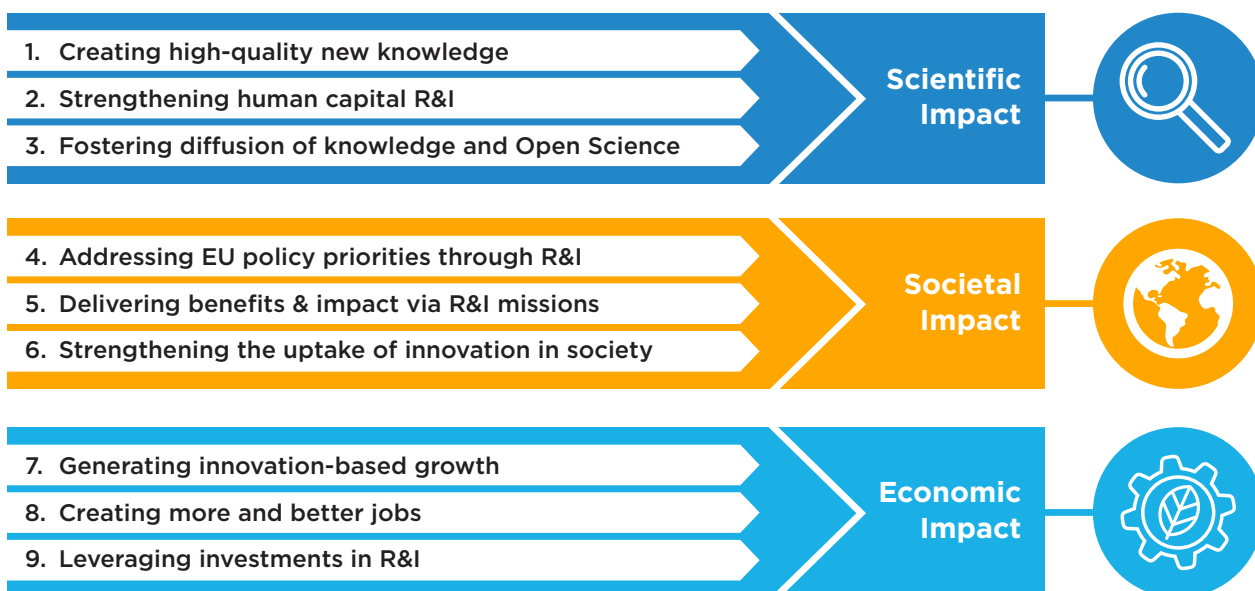 1. Creating high-quality new knowledge
2. Strengthening human capital R&I
3. Fostering diffusion of knowledge and Open Science
Scientific
Impact
4. Addressing EU policy priorities through R&I
5. Delivering benefits & impact via R&I missions
6. Strengthening the uptake of innovation in society
Societal
Impact
7. Generating innovation-based growth
8. Creating more and better jobs
9. Leveraging investments in R&I
Economic
Impact